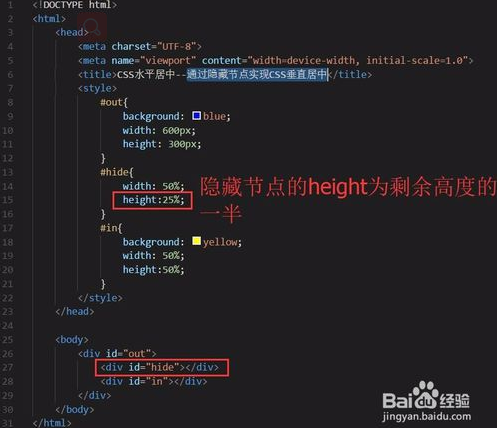 1 <!DOCTYPE html>
2 <html>
3 <head>
4 <meta charset="UTF-8">
5 <meta name="viewport" content="width=device-width, initial-scale=1.0">
6 <title>CSS水平居中--通过隐藏节点实现CSS垂直居中</title>
7 <style>
8 #out{
9 background: blue;
10 width: 600px;
11 height: 300px;
12 }
13 #hide{
14 width: 50%;
15 height:25%;
16 }
17 #in{
18 background: yellow;
19 width: 50%;
20 height:50%;
21 }
22 </style>
23 </head>
24
25 <body>
26 <div id="out">
27 <div id="hide"></div>
28 <div id="in"></div>
29 </div>
30 </body>
31 </html>
隐藏节点的height为剩余高度的
一半
Baidu 经验
jingyan.baidu.com